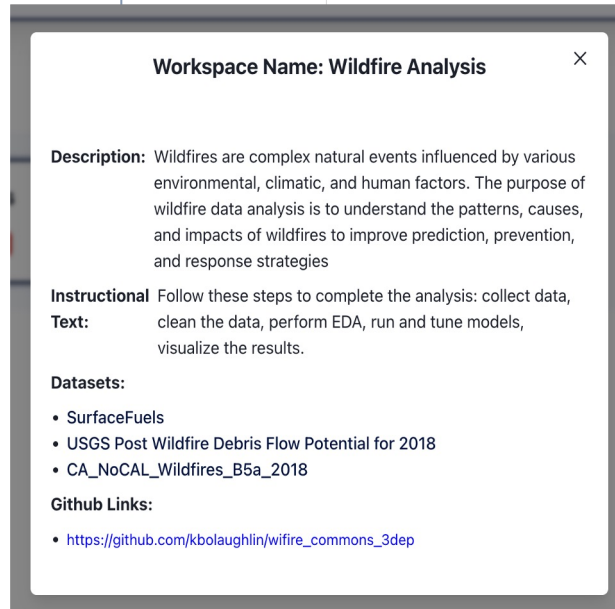 Workspace Name: Wildfire Analysis
Description: Wildfires are complex natural events influenced by various
environmental, climatic, and human factors. The purpose of
wildfire data analysis is to understand the patterns, causes,
and impacts of wildfires to improve prediction, prevention,
and response strategies
Instructional Follow these steps to complete the analysis: collect data,
Text: clean the data, perform EDA, run and tune models,
visualize the results.
Datasets:
• SurfaceFuels
• USGS Post Wildfire Debris Flow Potential for 2018
• CA_NoCAL_Wildfires_B5a_2018
Github Links:
• https://github.com/kbolaughlin/wifire_commons_3dep